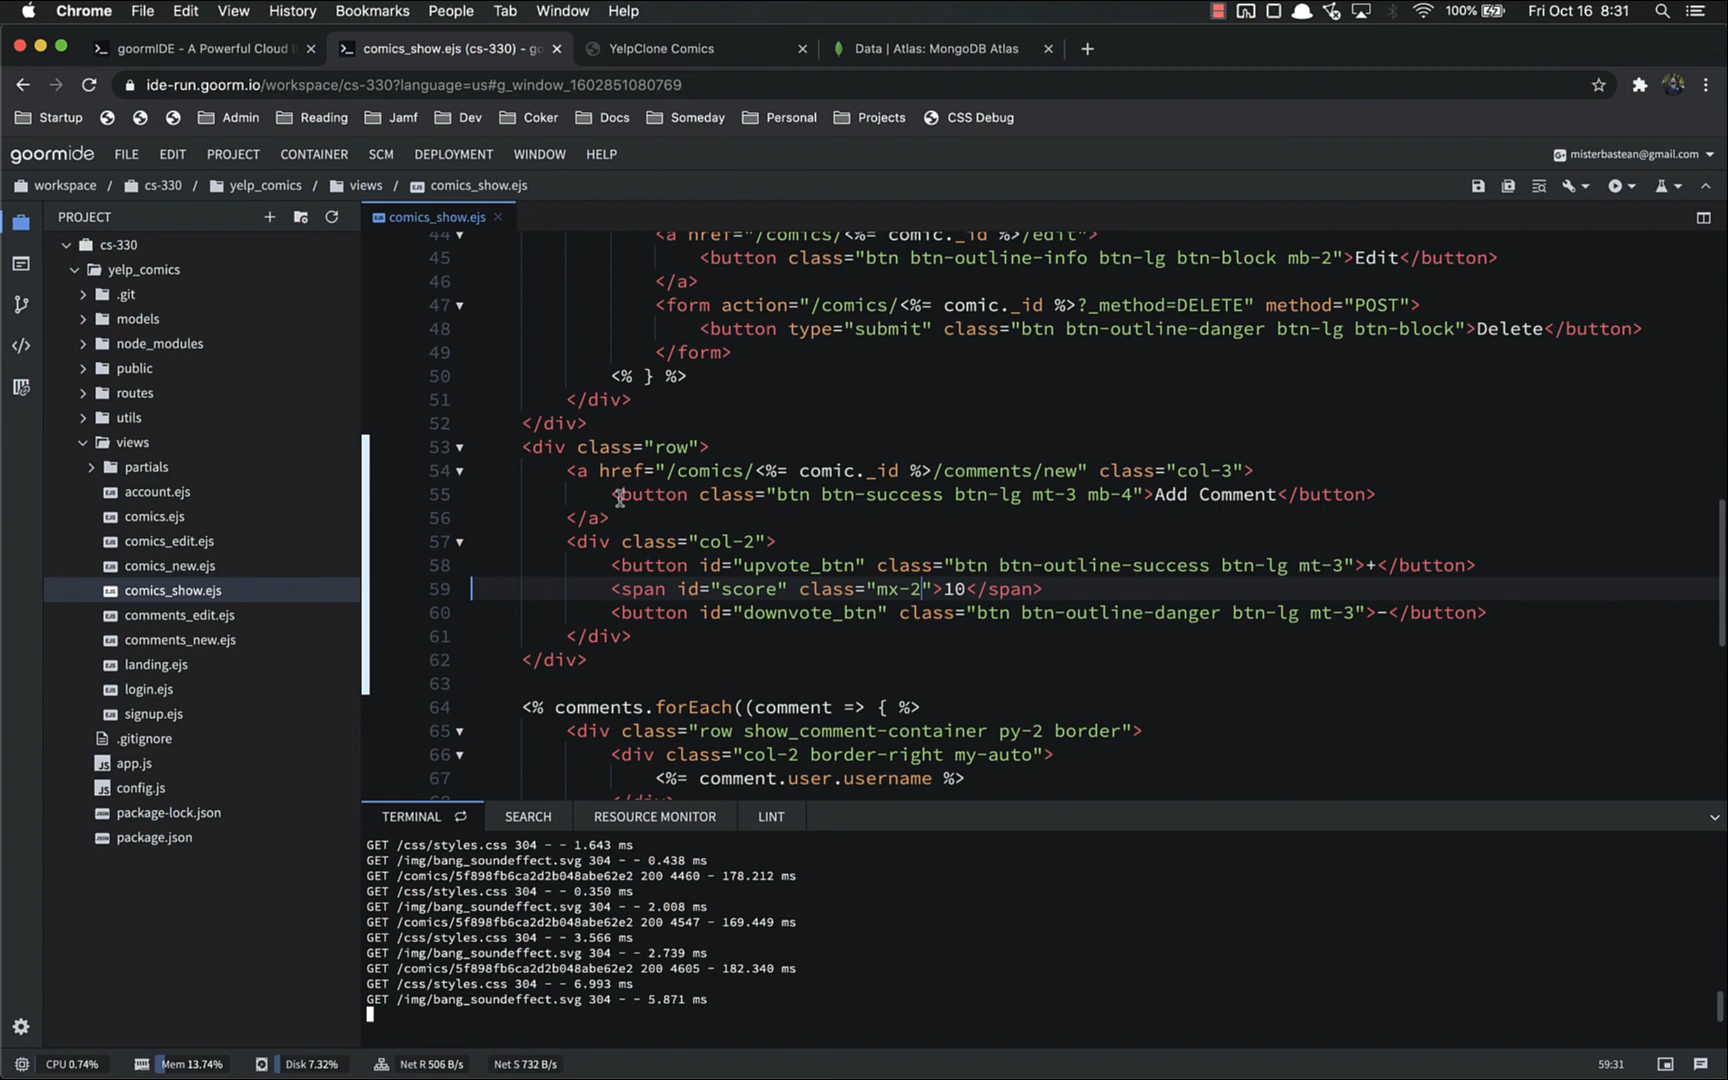 Chrome File Edit View History Bookmarks People Tab Window Help 100% Fri Oct 16 8:31
goormIDE - A Powerful Cloud I
comics_show.ejs (cs-330) - go
YelpClone Comics
Data | Atlas: MongoDB Atlas
ide-run.goorm.io/workspace/cs-330?language=us#g_window_1602851080769
Startup Admin Reading Jamf Dev Coker Docs Someday Personal Projects CSS Debug
goormide FILE EDIT PROJECT CONTAINER SCM DEPLOYMENT WINDOW HELP misterbastean@gmail.com
workspace / cs-330 / yelp_comics / views / comics_show.ejs
PROJECT
cs-330
yelp_comics
.git
models
node_modules
public
routes
utils
views
partials
account.ejs
comics.ejs
comics_edit.ejs
comics_new.ejs
comics_show.ejs
comments_edit.ejs
comments_new.ejs
landing.ejs
login.ejs
signup.ejs
.gitignore
app.js
config.js
package-lock.json
package.json
comics_show.ejs
44 <a href="/comics/<%= comic._id %>/edit">
45 <button class="btn btn-outline-info btn-lg btn-block mb-2">Edit</button>
46 </a>
47 <form action="/comics/<%= comic._id %>?_method=DELETE" method="POST">
48 <button type="submit" class="btn btn-outline-danger btn-lg btn-block">Delete</button>
49 </form>
50 <% } %>
51 </div>
52 </div>
53 <div class="row">
54 <a href="/comics/<%= comic._id %>/comments/new" class="col-3">
55 <button class="btn btn-success btn-lg mt-3 mb-4">Add Comment</button>
56 </a>
57 <div class="col-2">
58 <button id="upvote_btn" class="btn btn-outline-success btn-lg mt-3">+</button>
59 <span id="score" class="mx-2">10</span>
60 <button id="downvote_btn" class="btn btn-outline-danger btn-lg mt-3">-</button>
61 </div>
62 </div>
63
64 <% comments.forEach((comment => { %>
65 <div class="row show_comment-container py-2 border">
66 <div class="col-2 border-right my-auto">
67 <%= comment.user.username %>
68 </div>
TERMINAL SEARCH RESOURCE MONITOR LINT
GET /css/styles.css 304 - - 1.643 ms
GET /img/bang_soundeffect.svg 304 - - 0.438 ms
GET /comics/5f898fb6ca2d2b048abe62e2 200 4460 - 178.212 ms
GET /css/styles.css 304 - - 0.350 ms
GET /img/bang_soundeffect.svg 304 - - 2.008 ms
GET /comics/5f898fb6ca2d2b048abe62e2 200 4547 - 169.449 ms
GET /css/styles.css 304 - - 3.566 ms
GET /img/bang_soundeffect.svg 304 - - 2.739 ms
GET /comics/5f898fb6ca2d2b048abe62e2 200 4605 - 182.340 ms
GET /css/styles.css 304 - - 6.993 ms
GET /img/bang_soundeffect.svg 304 - - 5.871 ms
CPU 0.74% Mem 13.74% Disk 7.32% Net R 506 B/s Net S 732 B/s 59:31